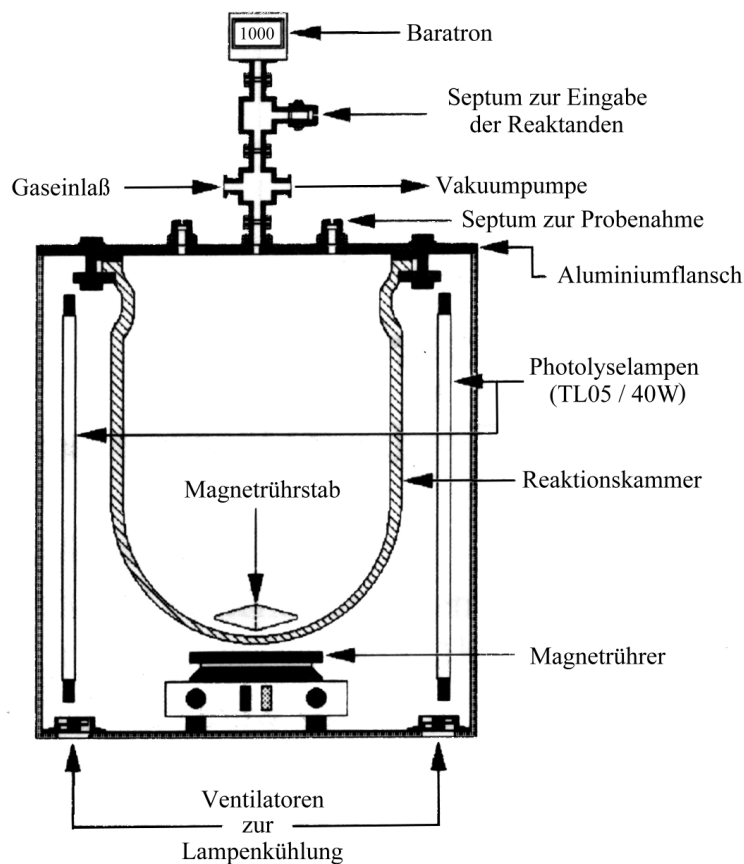 1000
Baratron
Septum zur Eingabe
der Reaktanden
Gaseinlaß
Vakuumpumpe
Septum zur Probenahme
Aluminiumflansch
Photolyselampen
(TL05 / 40W)
Reaktionskammer
Magnetrührstab
Magnetrührer
Ventilatoren
zur
Lampenkühlung